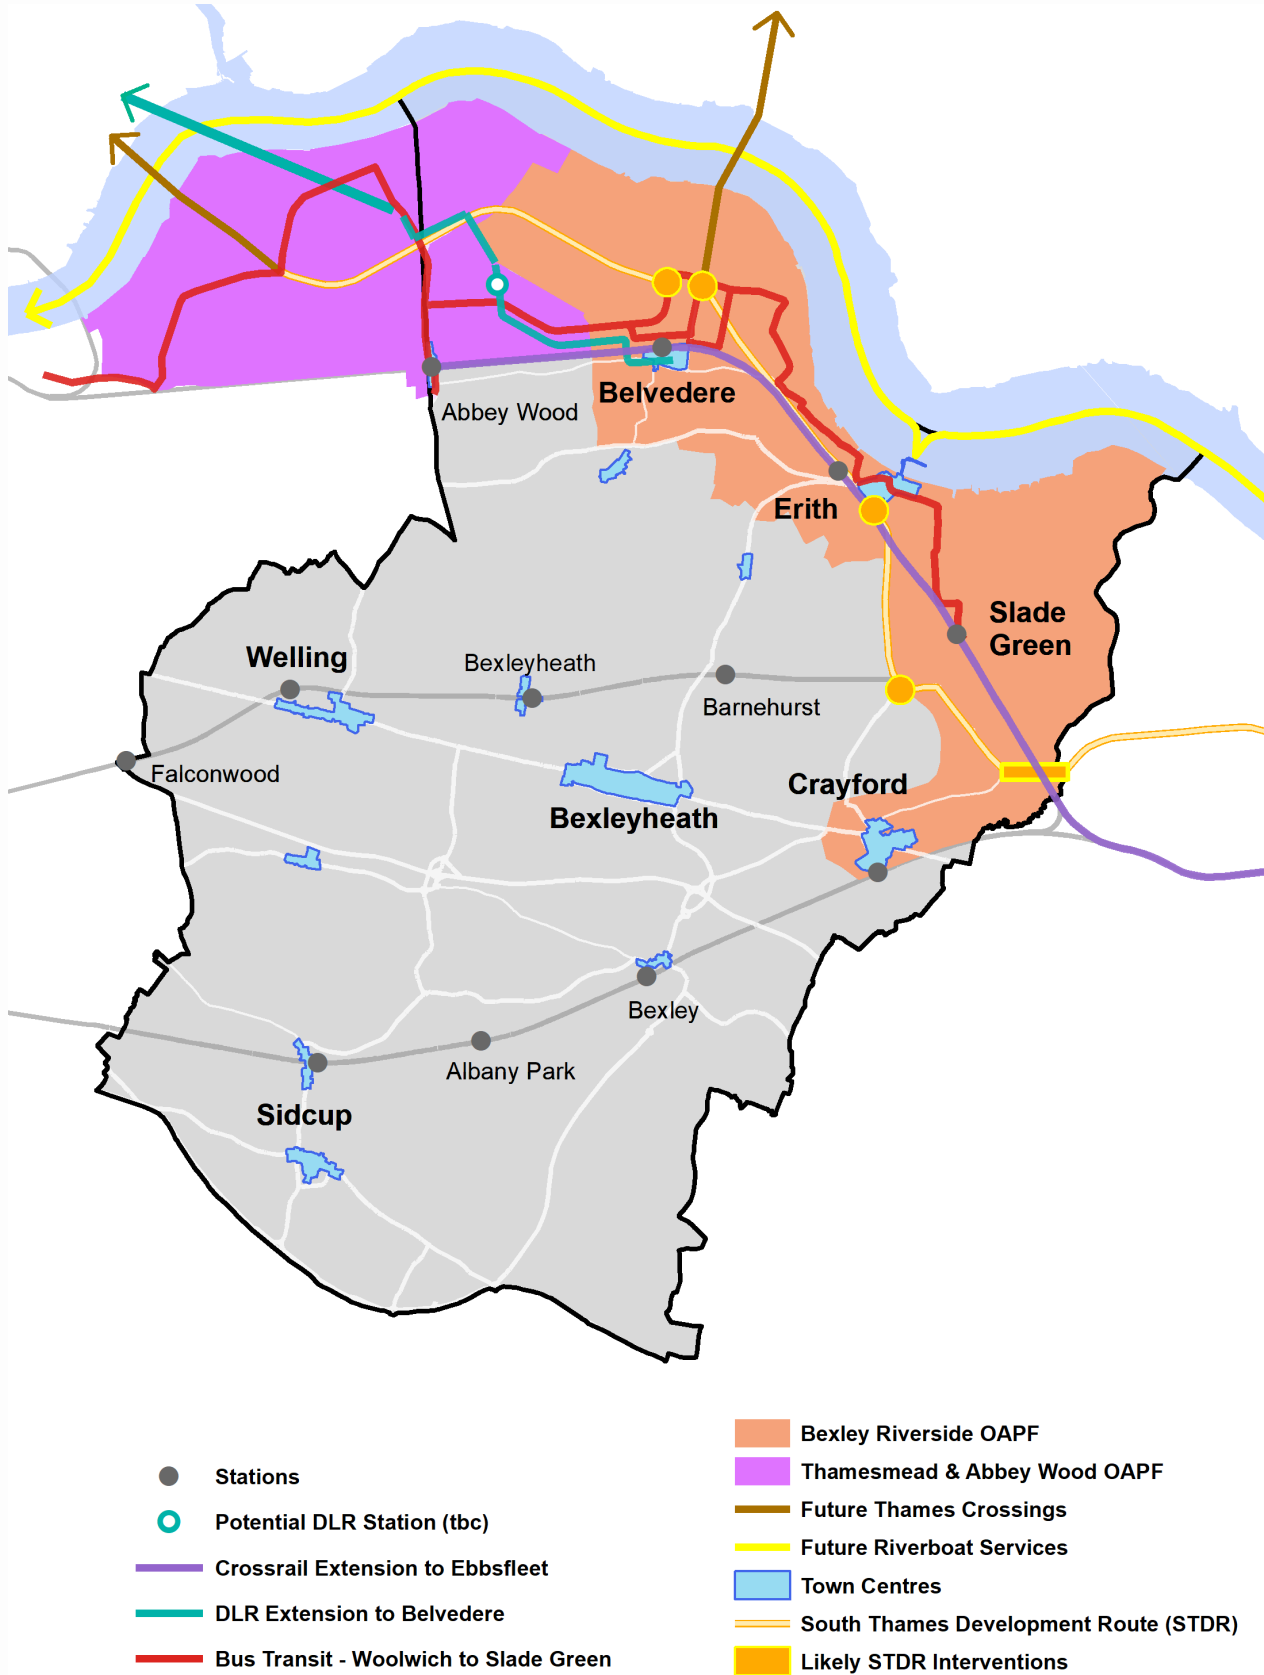 Belvedere
Abbey Wood
Erith
Slade
Green
Welling
Bexleyheath
Barnehurst
Falconwood
Crayford
Bexleyheath
Bexley
Albany Park
Sidcup
Stations
Potential DLR Station (tbc)
Crossrail Extension to Ebbsfleet
DLR Extension to Belvedere
Bus Transit - Woolwich to Slade Green
Bexley Riverside OAPF
Thamesmead & Abbey Wood OAPF
Future Thames Crossings
Future Riverboat Services
Town Centres
South Thames Development Route (STDR)
Likely STDR Interventions